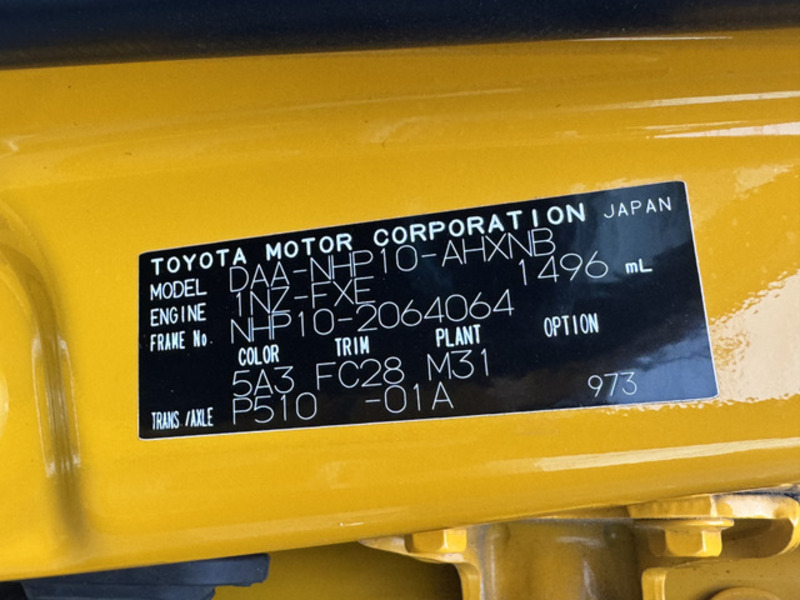 TOYOTA MOTOR CORPORATION JAPAN
MODEL DAA-NHP10-AHXNB
ENGINE 1NZ-FXE 1496 mL
FRAME No. NHP10-2064064
COLOR TRIM PLANT OPTION
5A3 FC28 M31
TRANS./AXLE P510 -01A 973